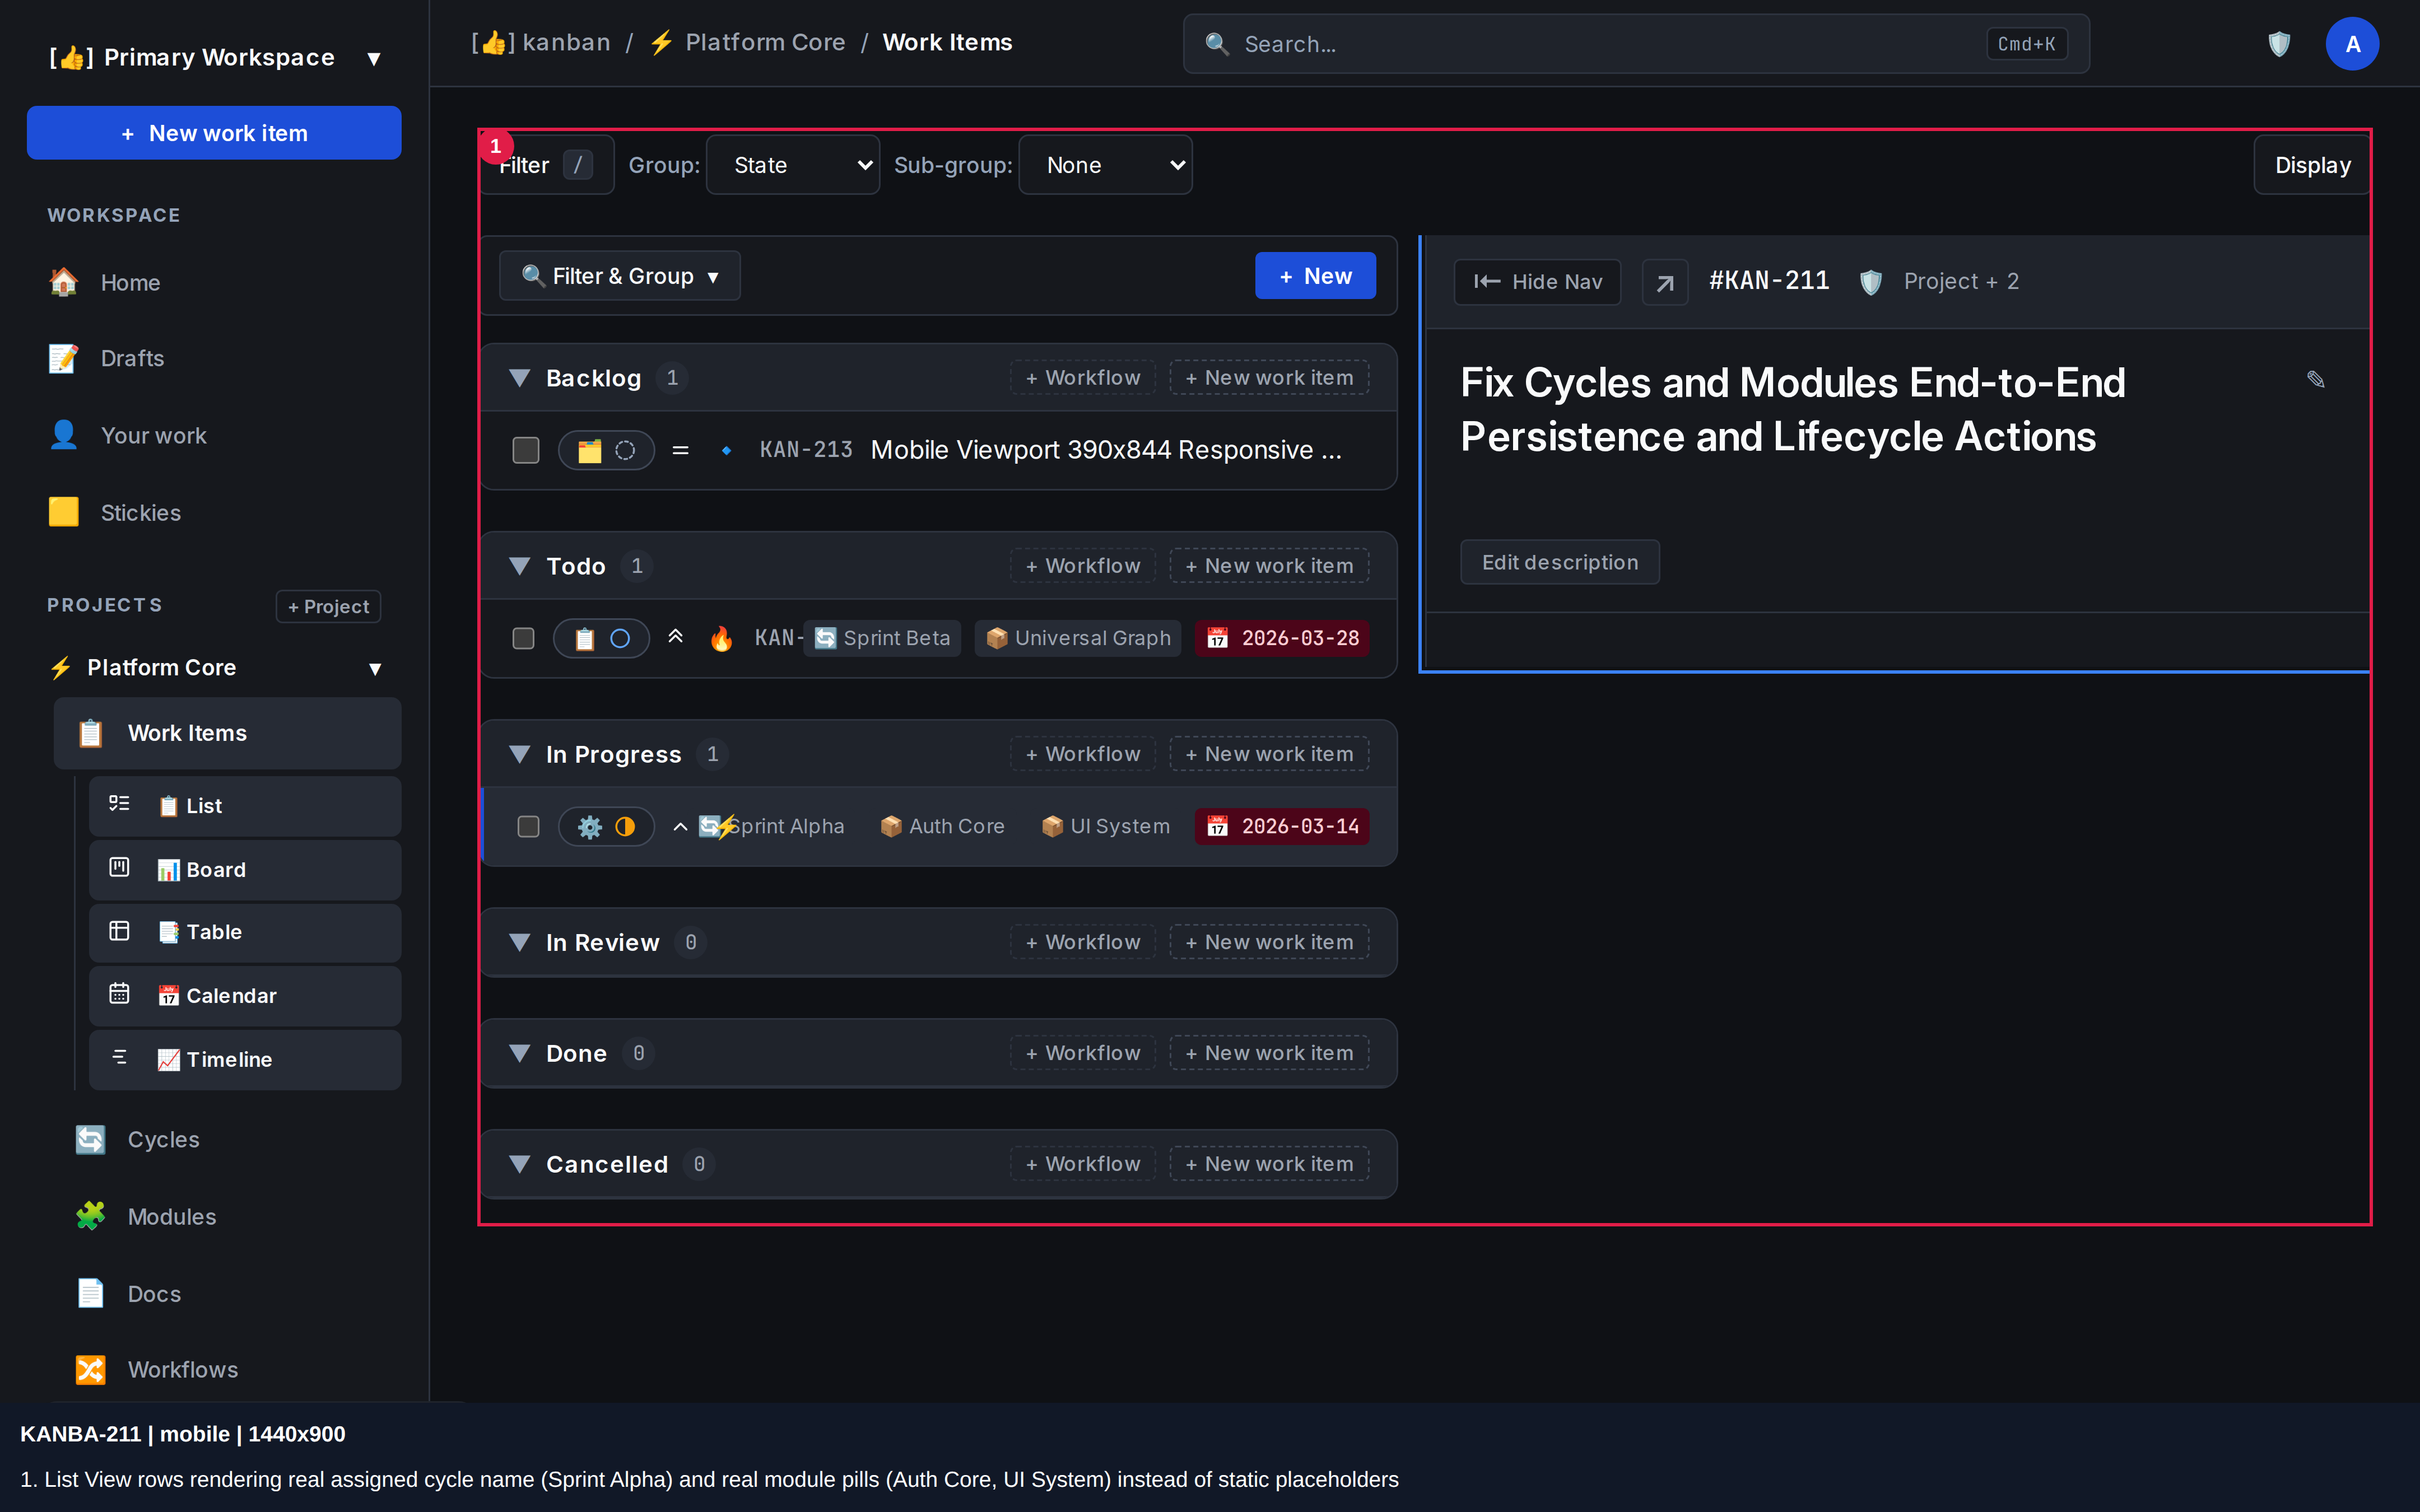 [👍] Primary Workspace ▼
+ New work item
WORKSPACE
🏠 Home
📝 Drafts
👤 Your work
🟨 Stickies
PROJECTS + Project
⚡ Platform Core ▼
📋 Work Items
📋 List
📊 Board
📑 Table
📅 Calendar
📈 Timeline
🔄 Cycles
🧩 Modules
📄 Docs
🔀 Workflows
[👍] kanban / ⚡ Platform Core / Work Items
🔍 Search... Cmd+K
🛡️ A
1
Filter / Group: State Sub-group: None Display
🔍 Filter & Group ▼ + New
▼ Backlog 1 + Workflow + New work item
KAN-213 Mobile Viewport 390x844 Responsive ...
▼ Todo 1 + Workflow + New work item
KAN- 🔄 Sprint Beta 📦 Universal Graph 📅 2026-03-28
▼ In Progress 1 + Workflow + New work item
🔄 Sprint Alpha 📦 Auth Core 📦 UI System 📅 2026-03-14
▼ In Review 0 + Workflow + New work item
▼ Done 0 + Workflow + New work item
▼ Cancelled 0 + Workflow + New work item
Hide Nav #KAN-211 🛡️ Project + 2
Fix Cycles and Modules End-to-End
Persistence and Lifecycle Actions
Edit description
KANBA-211 | mobile | 1440x900
1. List View rows rendering real assigned cycle name (Sprint Alpha) and real module pills (Auth Core, UI System) instead of static placeholders